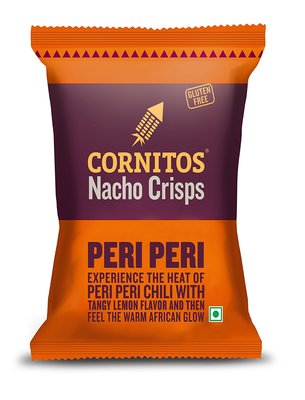 GLUTEN
FREE
CORNITOS®
Nacho Crisps
PERI PERI
EXPERIENCE THE HEAT OF
PERI PERI CHILI WITH
TANGY LEMON FLAVOR AND THEN
FEEL THE WARM AFRICAN GLOW